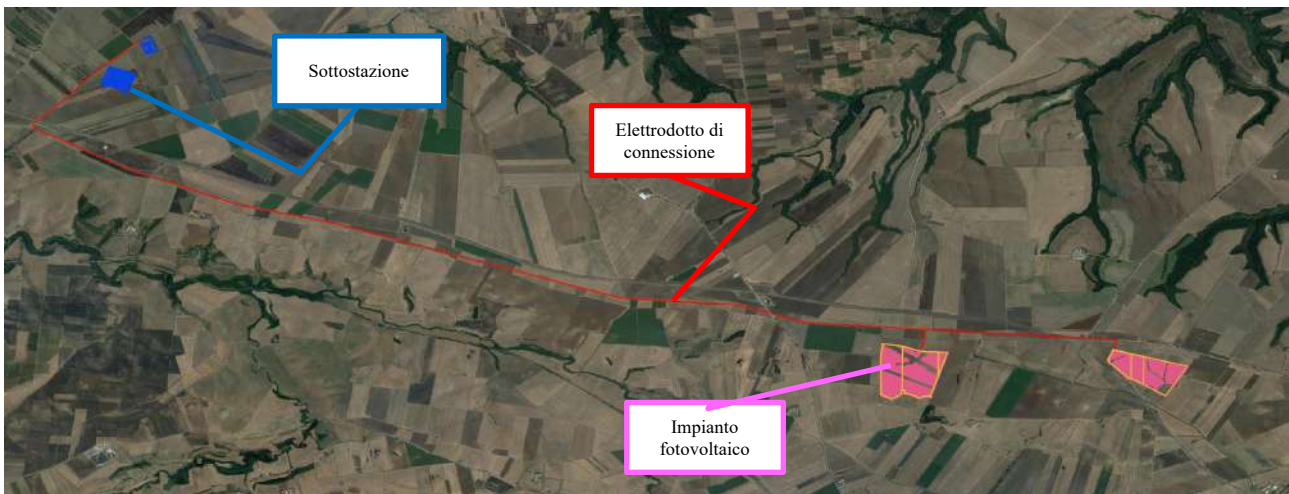 Sottostazione
Elettrodotto di
connessione
Impianto
fotovoltaico